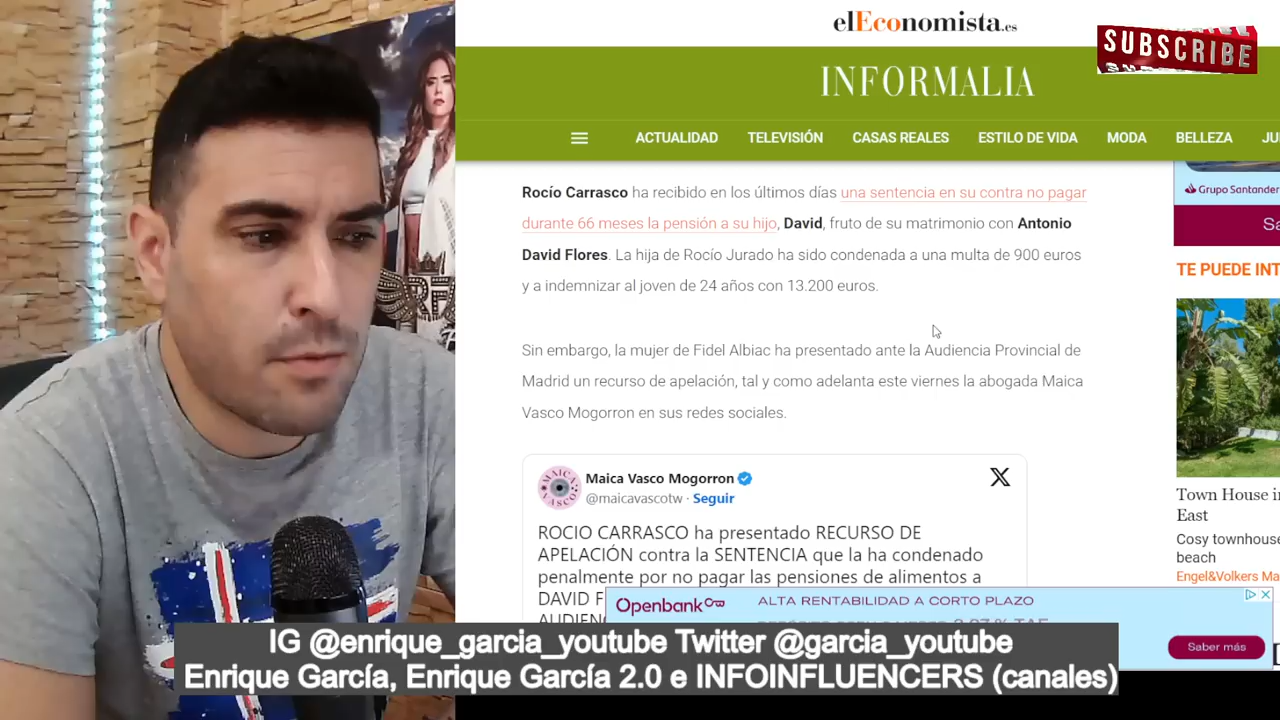 elEconomista.es
SUBSCRIBE
INFORMALIA
ACTUALIDAD TELEVISIÓN CASAS REALES ESTILO DE VIDA MODA BELLEZA
Rocío Carrasco ha recibido en los últimos días una sentencia en su contra no pagar
durante 66 meses la pensión a su hijo, David, fruto de su matrimonio con Antonio
David Flores. La hija de Rocío Jurado ha sido condenada a una multa de 900 euros
y a indemnizar al joven de 24 años con 13.200 euros.
Sin embargo, la mujer de Fidel Albiac ha presentado ante la Audiencia Provincial de
Madrid un recurso de apelación, tal y como adelanta este viernes la abogada Maica
Vasco Mogorron en sus redes sociales.
Maica Vasco Mogorron
@maicavascotw · Seguir
ROCIO CARRASCO ha presentado RECURSO DE
APELACIÓN contra la SENTENCIA que la ha condenado
penalmente por no pagar las pensiones de alimentos a
DAVID F
Grupo Santander
TE PUEDE INT
Town House in
East
Cosy townhouse
beach
Engel&Volkers Ma
Openbank ALTA RENTABILIDAD A CORTO PLAZO
Saber más
IG @enrique_garcia_youtube Twitter @garcia_youtube
Enrique García, Enrique García 2.0 e INFOINFLUENCERS (canales)